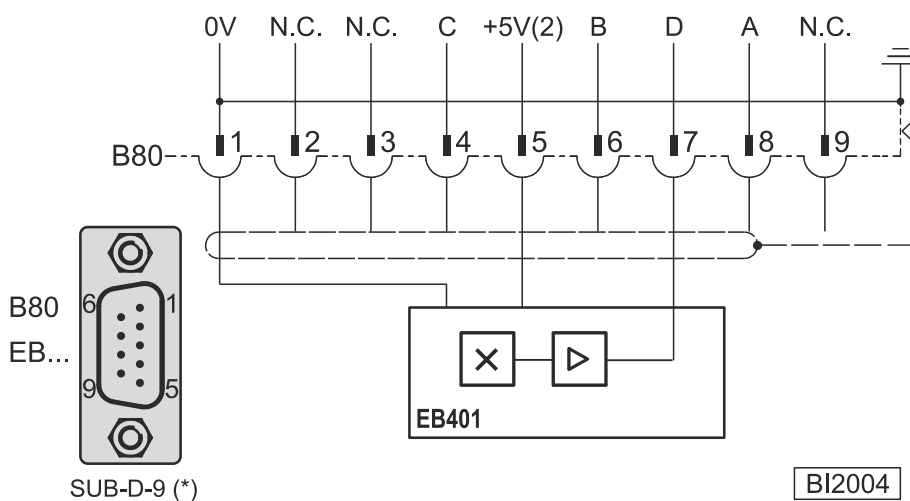 0V N.C. N.C. C +5V(2) B D A N.C.
B80 1 2 3 4 5 6 7 8 9
B80
EB...
6 1
9 5
EB401
SUB-D-9 (*)
BI2004